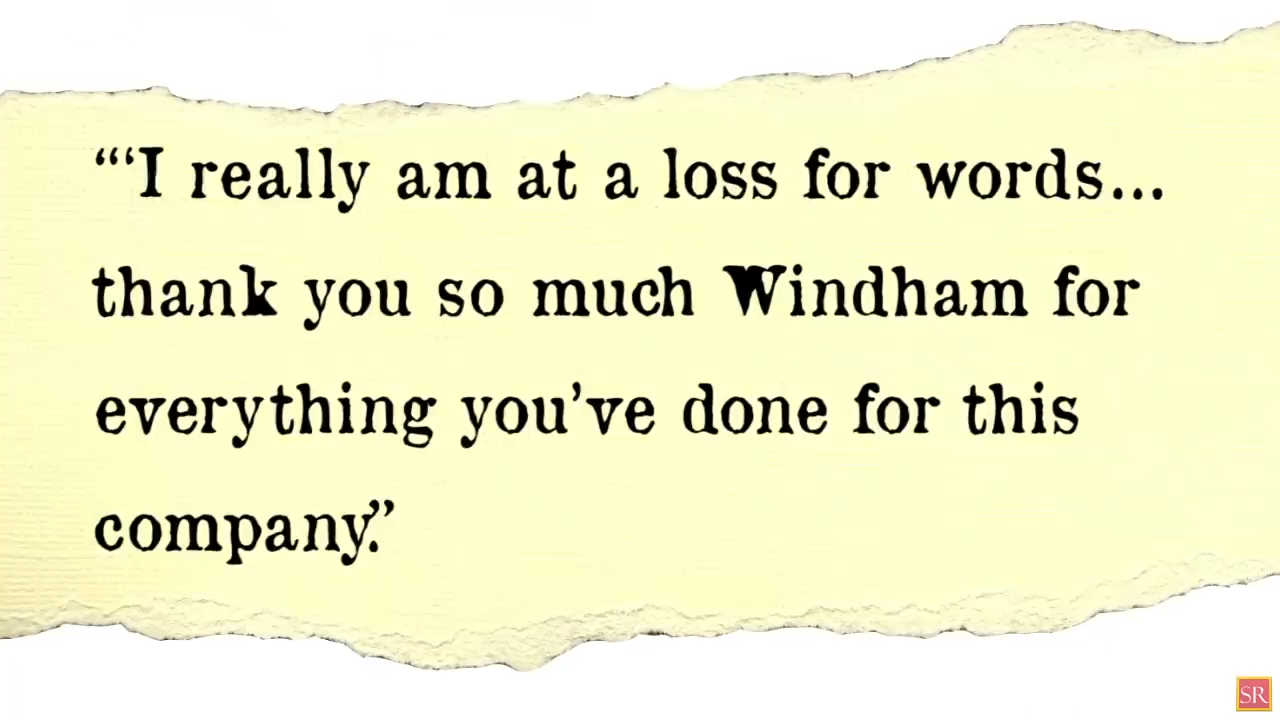 “‘I really am at a loss for words...
thank you so much Windham for
everything you’ve done for this
company.”
SR